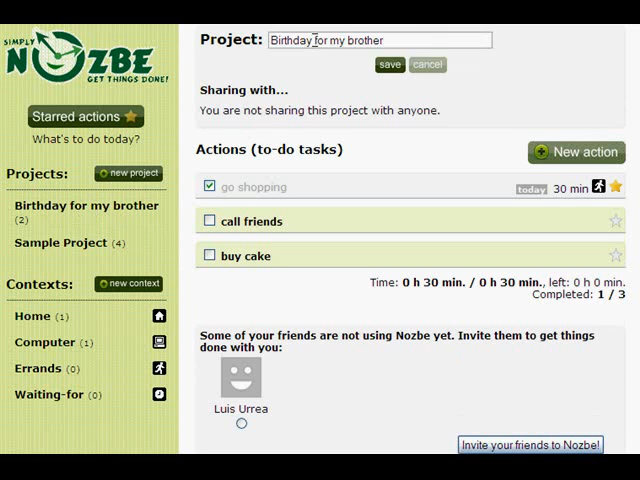 SIMPLY
NOZBE
GET THINGS DONE!
Starred actions
What's to do today?
Projects:
new project
Birthday for my brother
(2)
Sample Project (4)
Contexts:
new context
Home (1)
Computer (1)
Errands (0)
Waiting-for (0)
Project: Birthday for my brother
save cancel
Sharing with...
You are not sharing this project with anyone.
Actions (to-do tasks)
New action
go shopping today 30 min
call friends
buy cake
Time: 0 h 30 min. / 0 h 30 min., left: 0 h 0 min.
Completed: 1 / 3
Some of your friends are not using Nozbe yet. Invite them to get things
done with you:
Luis Urrea
Invite your friends to Nozbe!